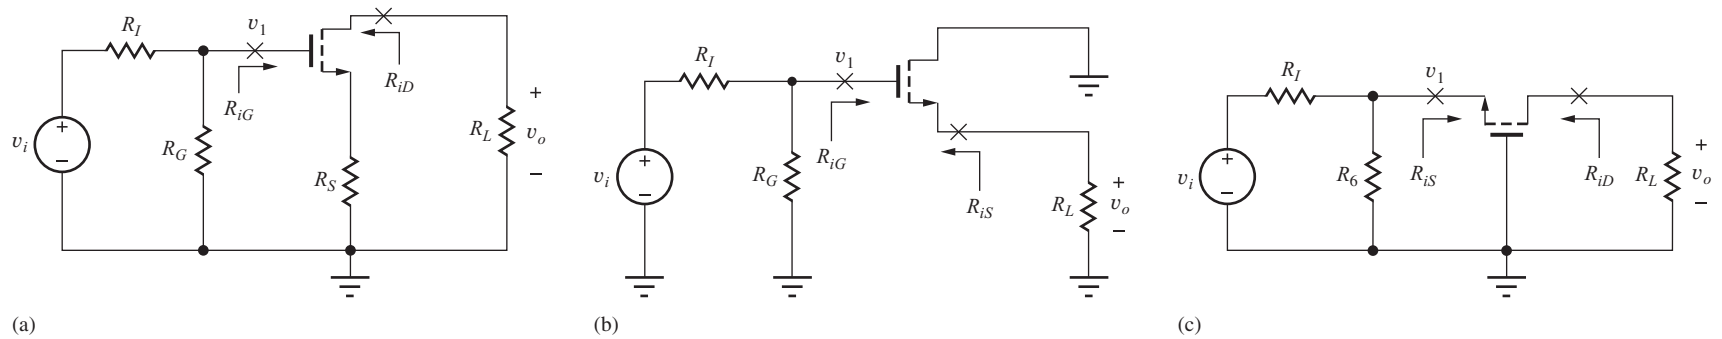 R_I
v_1
R_iG
R_iD
v_i
+
−
R_G
R_S
R_L
+
v_o
−
(a)
R_I
v_1
R_iG
v_i
+
−
R_G
R_iS
R_L
+
v_o
−
(b)
R_I
v_1
v_i
+
−
R_6
R_iS
R_iD
R_L
+
v_o
−
(c)